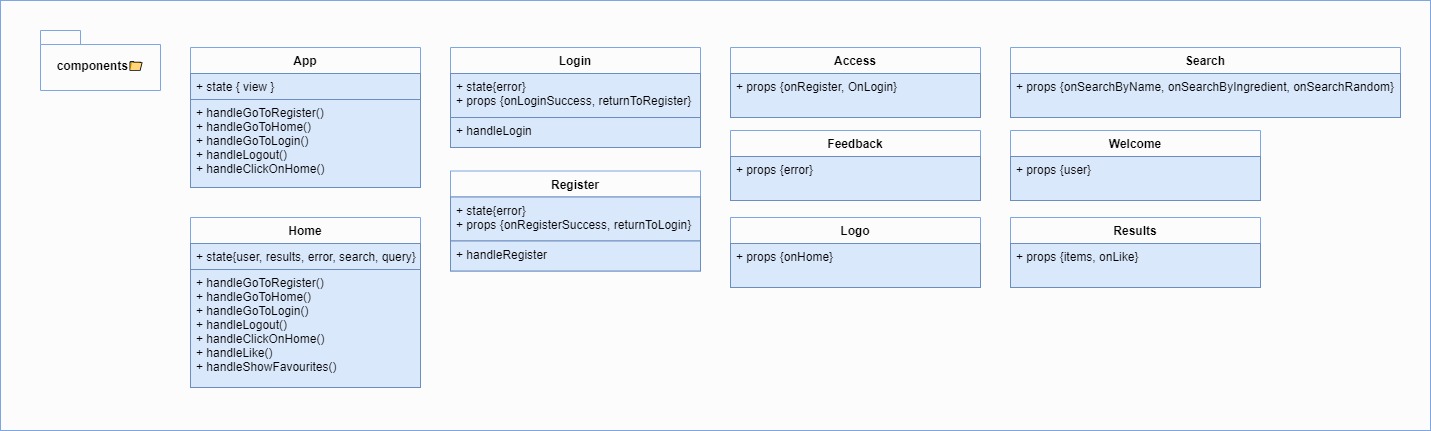 components
App
+ state { view }
+ handleGoToRegister()
+ handleGoToHome()
+ handleGoToLogin()
+ handleLogout()
+ handleClickOnHome()
Home
+ state{user, results, error, search, query}
+ handleGoToRegister()
+ handleGoToHome()
+ handleGoToLogin()
+ handleLogout()
+ handleClickOnHome()
+ handleLike()
+ handleShowFavourites()
Login
+ state{error}
+ props {onLoginSuccess, returnToRegister}
+ handleLogin
Register
+ state{error}
+ props {onRegisterSuccess, returnToLogin}
+ handleRegister
Access
+ props {onRegister, OnLogin}
Feedback
+ props {error}
Logo
+ props {onHome}
Search
+ props {onSearchByName, onSearchByIngredient, onSearchRandom}
Welcome
+ props {user}
Results
+ props {items, onLike}